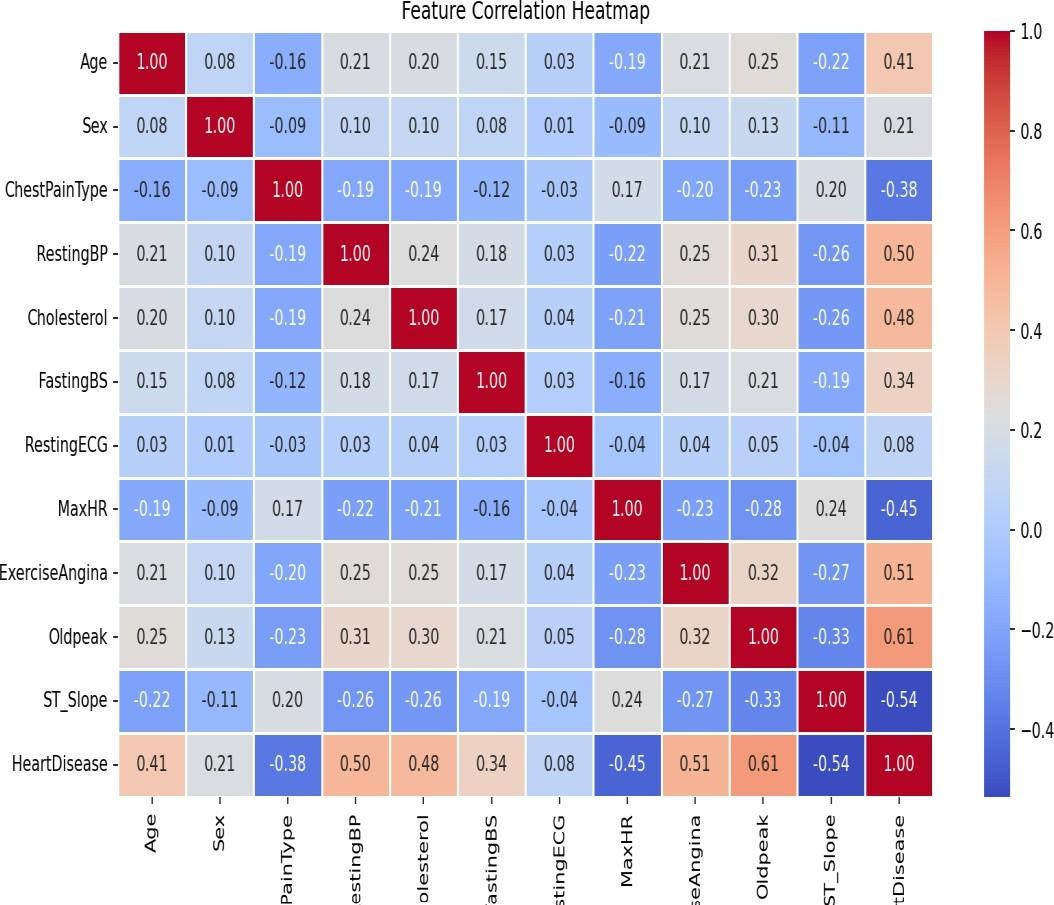 Feature Correlation Heatmap
Age 1.00 0.08 -0.16 0.21 0.20 0.15 0.03 -0.19 0.21 0.25 -0.22 0.41
Sex 0.08 1.00 -0.09 0.10 0.10 0.08 0.01 -0.09 0.10 0.13 -0.11 0.21
ChestPainType -0.16 -0.09 1.00 -0.19 -0.19 -0.12 -0.03 0.17 -0.20 -0.23 0.20 -0.38
RestingBP 0.21 0.10 -0.19 1.00 0.24 0.18 0.03 -0.22 0.25 0.31 -0.26 0.50
Cholesterol 0.20 0.10 -0.19 0.24 1.00 0.17 0.04 -0.21 0.25 0.30 -0.26 0.48
FastingBS 0.15 0.08 -0.12 0.18 0.17 1.00 0.03 -0.16 0.17 0.21 -0.19 0.34
RestingECG 0.03 0.01 -0.03 0.03 0.04 0.03 1.00 -0.04 0.04 0.05 -0.04 0.08
MaxHR -0.19 -0.09 0.17 -0.22 -0.21 -0.16 -0.04 1.00 -0.23 -0.28 0.24 -0.45
ExerciseAngina 0.21 0.10 -0.20 0.25 0.25 0.17 0.04 -0.23 1.00 0.32 -0.27 0.51
Oldpeak 0.25 0.13 -0.23 0.31 0.30 0.21 0.05 -0.28 0.32 1.00 -0.33 0.61
ST_Slope -0.22 -0.11 0.20 -0.26 -0.26 -0.19 -0.04 0.24 -0.27 -0.33 1.00 -0.54
HeartDisease 0.41 0.21 -0.38 0.50 0.48 0.34 0.08 -0.45 0.51 0.61 -0.54 1.00
Age
Sex
PainType
estingBP
olesterol
astingBS
stingECG
MaxHR
seAngina
Oldpeak
ST_Slope
tDisease
1.0
0.8
0.6
0.4
0.2
0.0
−0.2
−0.4